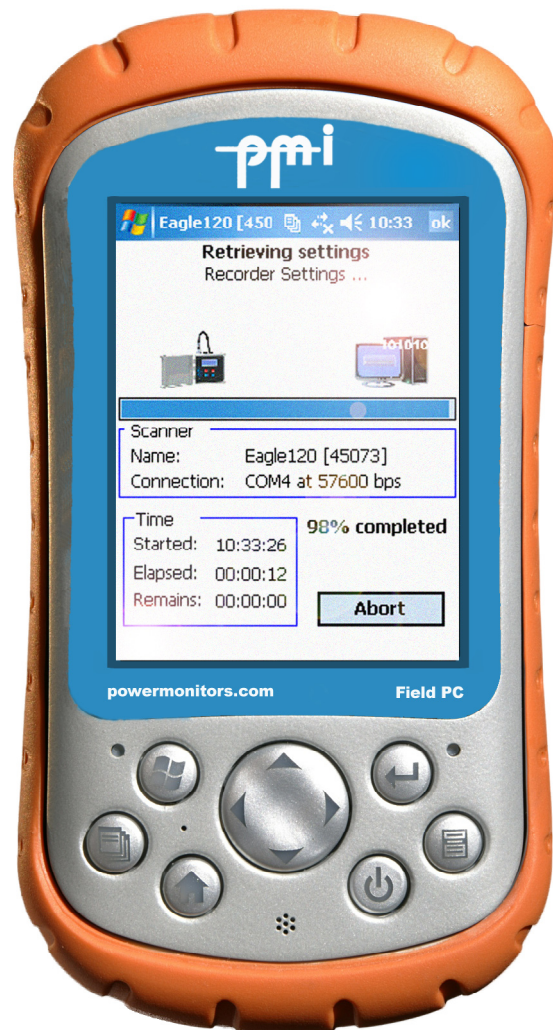 pmi
Eagle120 [450 10:33 ok
Retrieving settings
Recorder Settings ...
101010
Scanner
Name: Eagle120 [45073]
Connection: COM4 at 57600 bps
Time
Started: 10:33:26
Elapsed: 00:00:12
Remains: 00:00:00
98% completed
Abort
powermonitors.com Field PC